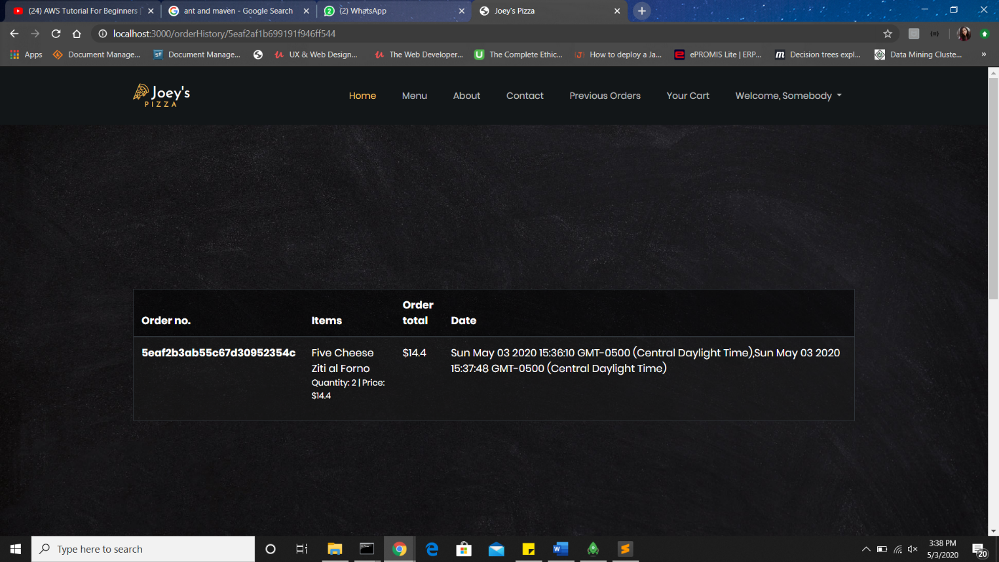 (24) AWS Tutorial For Beginners
ant and maven - Google Search
(2) WhatsApp
Joey's Pizza
localhost:3000/orderHistory/5eaf2af1b699191f946ff544
Apps
Document Manage...
Document Manage...
UX & Web Design...
The Web Developer...
The Complete Ethic...
How to deploy a Ja...
ePROMIS Lite | ERP...
Decision trees expl...
Data Mining Cluste...
»
Joey's
PIZZA
Home
Menu
About
Contact
Previous Orders
Your Cart
Welcome, Somebody
Order no.
Items
Order
total
Date
5eaf2b3ab55c67d30952354c
Five Cheese
Ziti al Forno
Quantity: 2 | Price:
$14.4
$14.4
Sun May 03 2020 15:36:10 GMT-0500 (Central Daylight Time),Sun May 03 2020
15:37:48 GMT-0500 (Central Daylight Time)
Type here to search
3:38 PM
5/3/2020
20